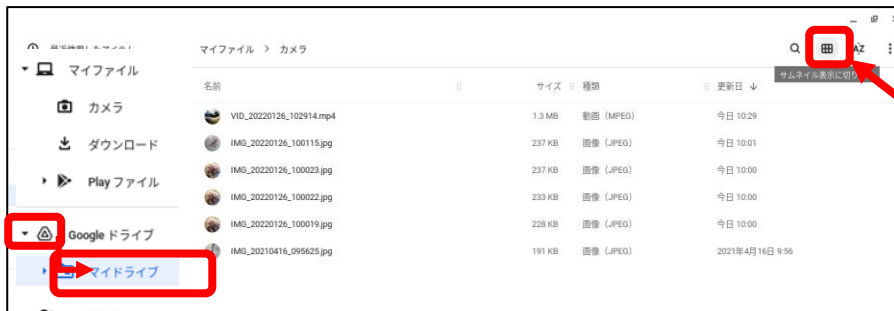 マイファイル > カメラ
AZ
サムネイル表示に切り
マイファイル
カメラ
ダウンロード
Play ファイル
Google ドライブ
マイドライブ
名前 サイズ 種類 更新日 ↓
VID_20220126_102914.mp4 1.3 MB 動画 (MPEG) 今日 10:29
IMG_20220126_100115.jpg 237 KB 画像 (JPEG) 今日 10:01
IMG_20220126_100023.jpg 237 KB 画像 (JPEG) 今日 10:00
IMG_20220126_100022.jpg 233 KB 画像 (JPEG) 今日 10:00
IMG_20220126_100019.jpg 228 KB 画像 (JPEG) 今日 10:00
IMG_20210416_095625.jpg 191 KB 画像 (JPEG) 2021年4月16日 9:56